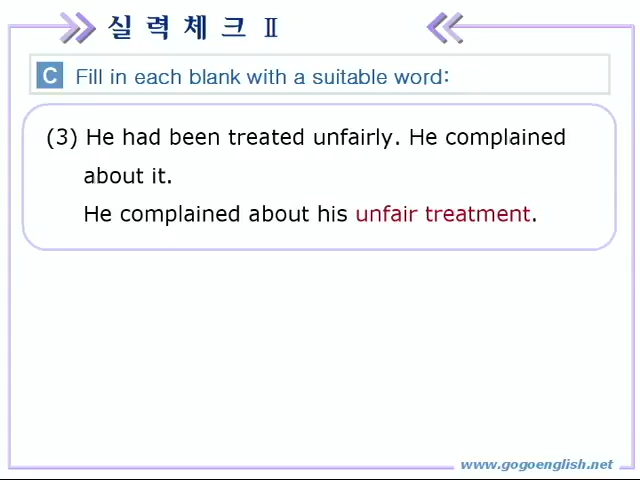 실력체크 Ⅱ
C Fill in each blank with a suitable word:
(3) He had been treated unfairly. He complained
about it.
He complained about his unfair treatment.
www.gogoenglish.net